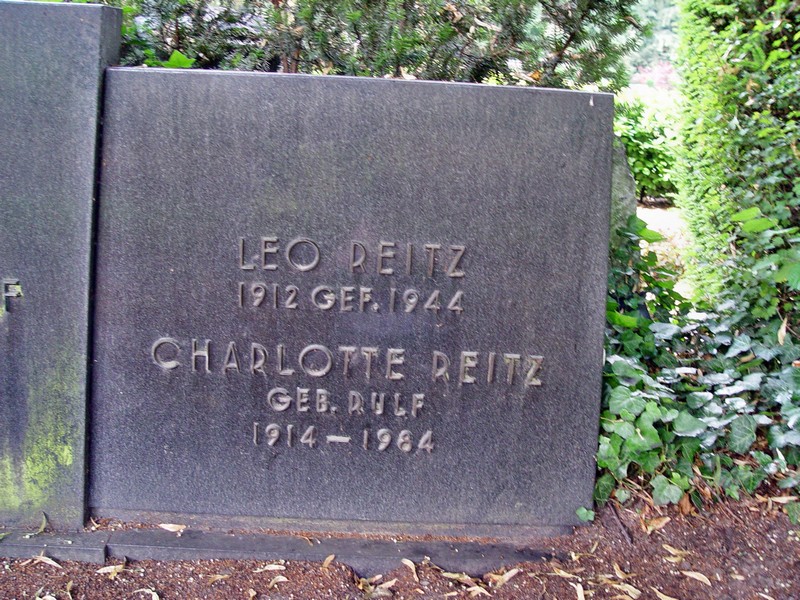 LEO REITZ
1912 GEF. 1944
CHARLOTTE REITZ
GEB. RULF
1914 – 1984
F